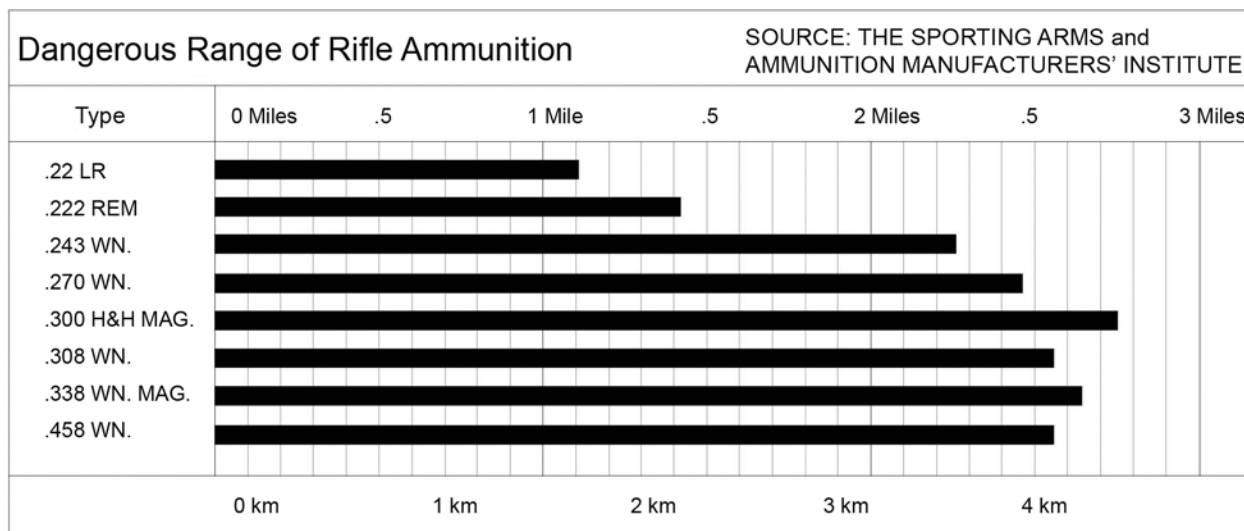 Dangerous Range of Rifle Ammunition
SOURCE: THE SPORTING ARMS and
AMMUNITION MANUFACTURERS' INSTITUTE
Type 0 Miles .5 1 Mile .5 2 Miles .5 3 Miles
.22 LR
.222 REM
.243 WN.
.270 WN.
.300 H&H MAG.
.308 WN.
.338 WN. MAG.
.458 WN.
0 km 1 km 2 km 3 km 4 km